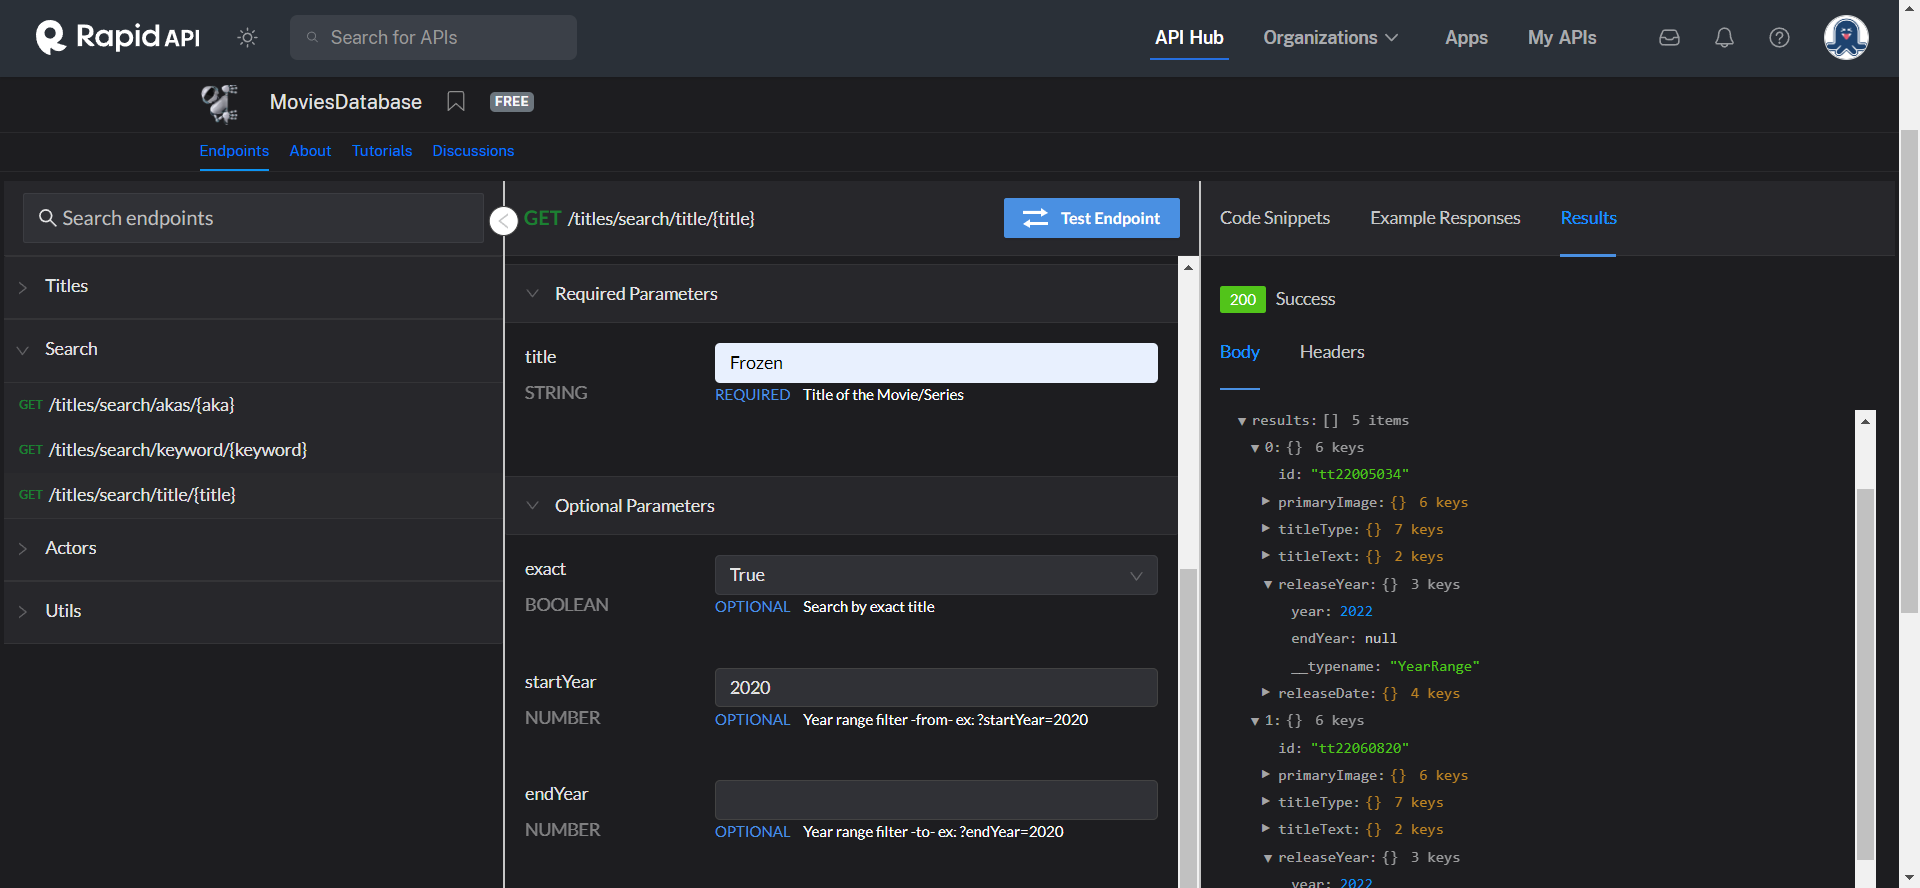 Rapid API
Search for APIs
API Hub
Organizations
Apps
My APIs
MoviesDatabase
FREE
Endpoints
About
Tutorials
Discussions
Search endpoints
Titles
Search
GET /titles/search/akas/{aka}
GET /titles/search/keyword/{keyword}
GET /titles/search/title/{title}
Actors
Utils
GET /titles/search/title/{title}
Test Endpoint
Required Parameters
title
STRING
Frozen
REQUIRED Title of the Movie/Series
Optional Parameters
exact
BOOLEAN
True
OPTIONAL Search by exact title
startYear
NUMBER
2020
OPTIONAL Year range filter -from- ex: ?startYear=2020
endYear
NUMBER
OPTIONAL Year range filter -to- ex: ?endYear=2020
Code Snippets
Example Responses
Results
200 Success
Body
Headers
results: [] 5 items
0: {} 6 keys
id: "tt22005034"
primaryImage: {} 6 keys
titleType: {} 7 keys
titleText: {} 2 keys
releaseYear: {} 3 keys
year: 2022
endYear: null
__typename: "YearRange"
releaseDate: {} 4 keys
1: {} 6 keys
id: "tt22060820"
primaryImage: {} 6 keys
titleType: {} 7 keys
titleText: {} 2 keys
releaseYear: {} 3 keys
year: 2022